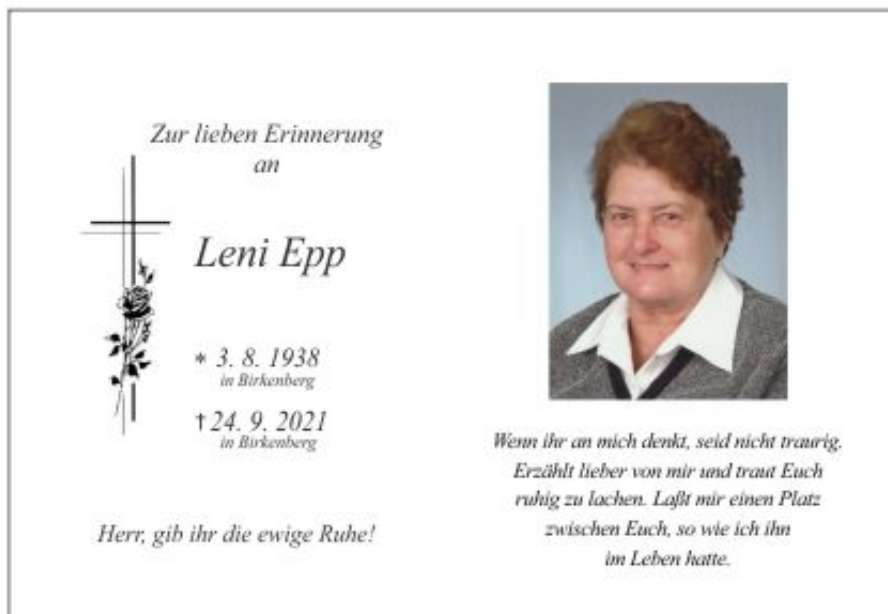 Zur lieben Erinnerung
an
Leni Epp
* 3. 8. 1938
in Birkenberg
† 24. 9. 2021
in Birkenberg
Herr, gib ihr die ewige Ruhe!
Wenn ihr an mich denkt, seid nicht traurig.
Erzählt lieber von mir und traut Euch
ruhig zu lachen. Laßt mir einen Platz
zwischen Euch, so wie ich ihn
im Leben hatte.